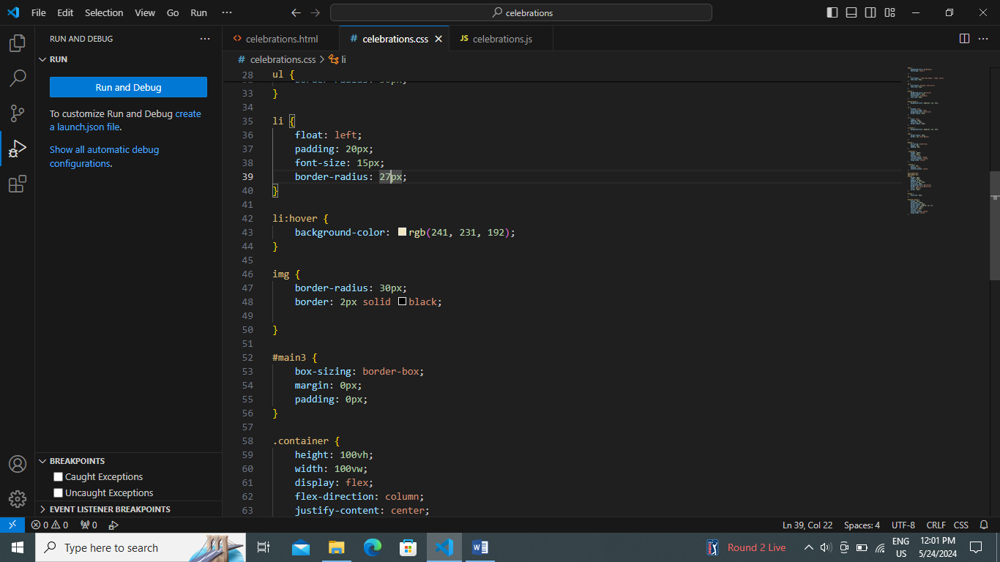 File Edit Selection View Go Run ···
celebrations
RUN AND DEBUG ···
RUN
Run and Debug
To customize Run and Debug create
a launch.json file.
Show all automatic debug
configurations.
BREAKPOINTS
Caught Exceptions
Uncaught Exceptions
EVENT LISTENER BREAKPOINTS
celebrations.html
# celebrations.css
JS celebrations.js
# celebrations.css > li
28 ul {
33 }
34
35 li {
36 float: left;
37 padding: 20px;
38 font-size: 15px;
39 border-radius: 27px;
40 }
41
42 li:hover {
43 background-color: rgb(241, 231, 192);
44 }
45
46 img {
47 border-radius: 30px;
48 border: 2px solid black;
49
50 }
51
52 #main3 {
53 box-sizing: border-box;
54 margin: 0px;
55 padding: 0px;
56 }
57
58 .container {
59 height: 100vh;
60 width: 100vw;
61 display: flex;
62 flex-direction: column;
63 justify-content: center;
0 0 0
Ln 39, Col 22 Spaces: 4 UTF-8 CRLF CSS
Type here to search
Round 2 Live
ENG
US
12:01 PM
5/24/2024